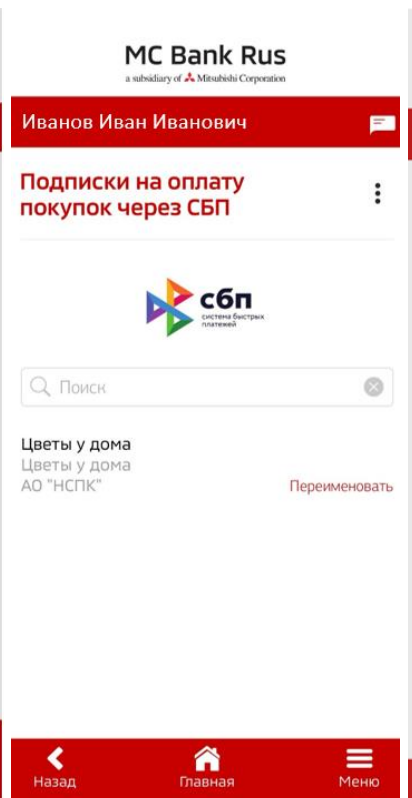 MC Bank Rus
a subsidiary of Mitsubishi Corporation
Иванов Иван Иванович
Подписки на оплату
покупок через СБП
сбп
система быстрых
платежей
Поиск
Цветы у дома
Цветы у дома
АО "НСПК"
Переименовать
Назад
Главная
Меню